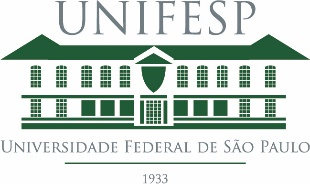 UNIFESP
UNIVERSIDADE FEDERAL DE SÃO PAULO
1933